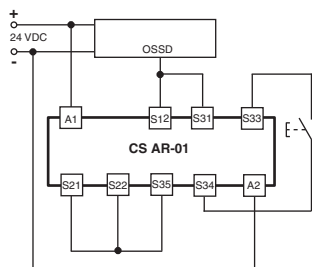 +
24 VDC
-
OSSD
A1
S12
S31
S33
CS AR-01
S21
S22
S35
S34
A2